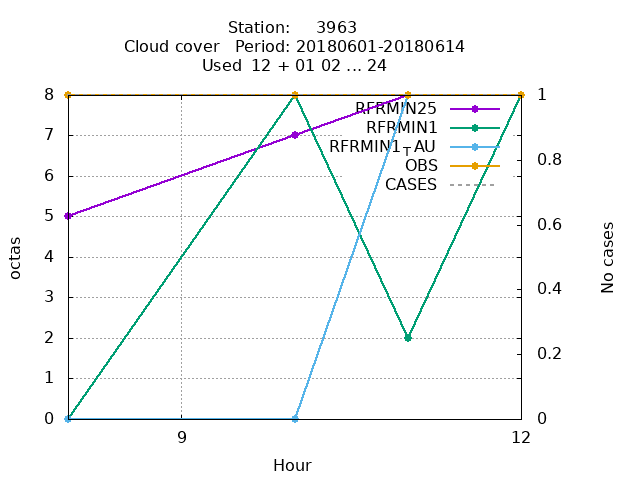 Station: 3963
Cloud cover Period: 20180601-20180614
Used 12 + 01 02 ... 24
8 1
RFRMIN25
RFRMIN1
7
RFRMIN1TAU
0.8
OBS
6
CASES
5
0.6
octas
No cases
4
0.4
3
2
0.2
1
0 0
9 12
Hour